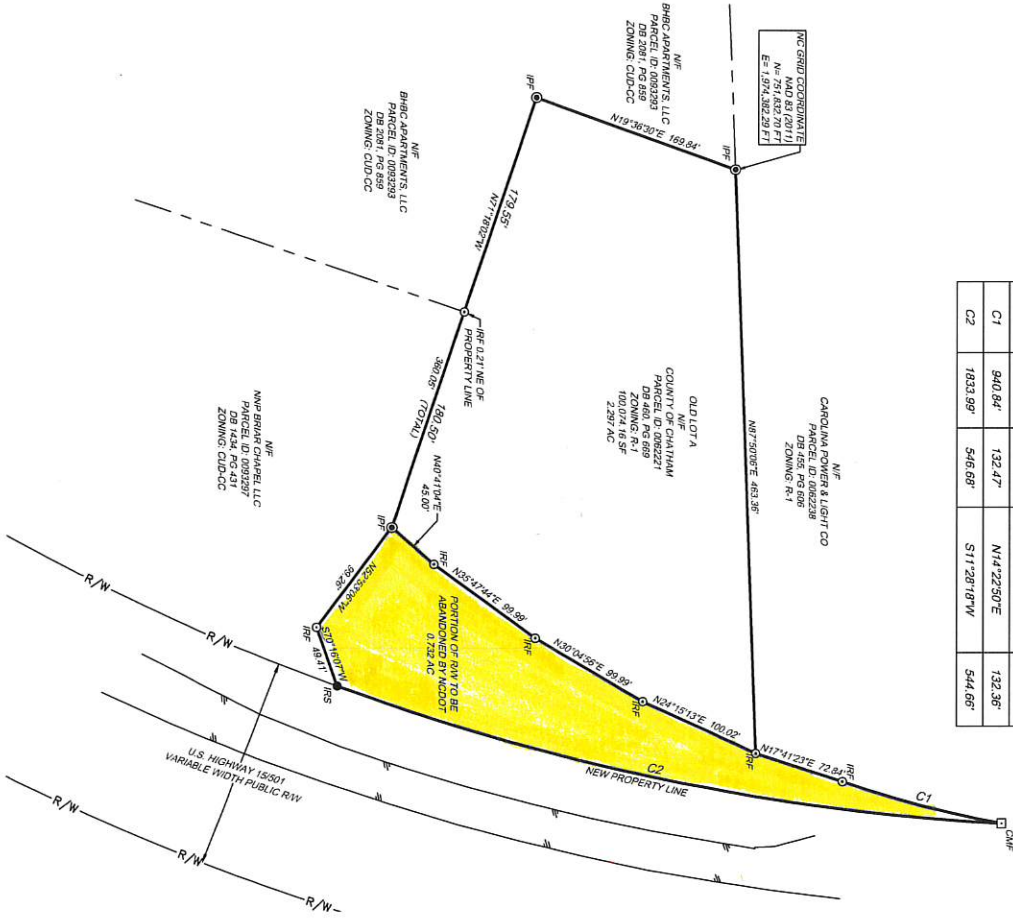 C1 940.84' 132.47' N14°22'50"E 132.36'
C2 1833.99' 546.68' S11°28'18"W 544.66'
NC GRID COORDINATE
NAD 83 (2011)
N= 751,832.70 FT
E= 1,974,382.29 FT
N/F
CAROLINA POWER & LIGHT CO
PARCEL ID: 0062238
DB 455, PG 606
ZONING: R-1
N/F
BHBC APARTMENTS, LLC
PARCEL ID: 0093293
DB 2081, PG 859
ZONING: CUD-CC
IPF
N19°36'30"E 169.84'
IPF
N87°50'06"E 463.36'
OLD LOT A
N/F
COUNTY OF CHATHAM
PARCEL ID: 0062221
DB 460, PG 669
ZONING: R-1
100,074.16 SF
2.297 AC
N/F
BHBC APARTMENTS, LLC
PARCEL ID: 0093293
DB 2081, PG 859
ZONING: CUD-CC
179.55'
N71°18'02"W
IRF 0.21' NE OF
PROPERTY LINE
180.50'
360.05' (TOTAL)
N/F
NNP BRIAR CHAPEL LLC
PARCEL ID: 0093297
DB 1434, PG 431
ZONING: CUD-CC
N40°41'04"E
45.00'
IPF
IRF
N35°47'44"E 99.99'
IRF
N30°04'56"E 99.99'
IRF
N24°15'13"E 100.02'
IRF
N17°41'23"E 72.84'
IRF
C1
CMF
PORTION OF R/W TO BE
ABANDONED BY NCDOT
0.732 AC
N52°53'06"W
99.26'
IRF
S70°16'07"W
49.41'
IRS
C2
NEW PROPERTY LINE
R/W
R/W
R/W
U.S. HIGHWAY 15/501
VARIABLE WIDTH PUBLIC R/W
R/W
R/W
R/W